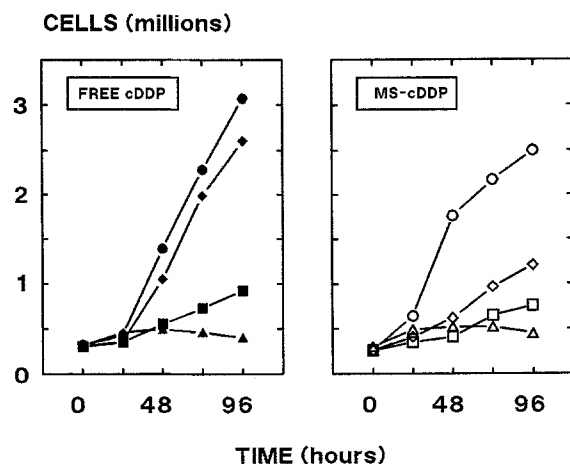 CELLS (millions)
FREE cDDP
MS-cDDP
3
2
1
0
0 48 96
0 48 96
TIME (hours)